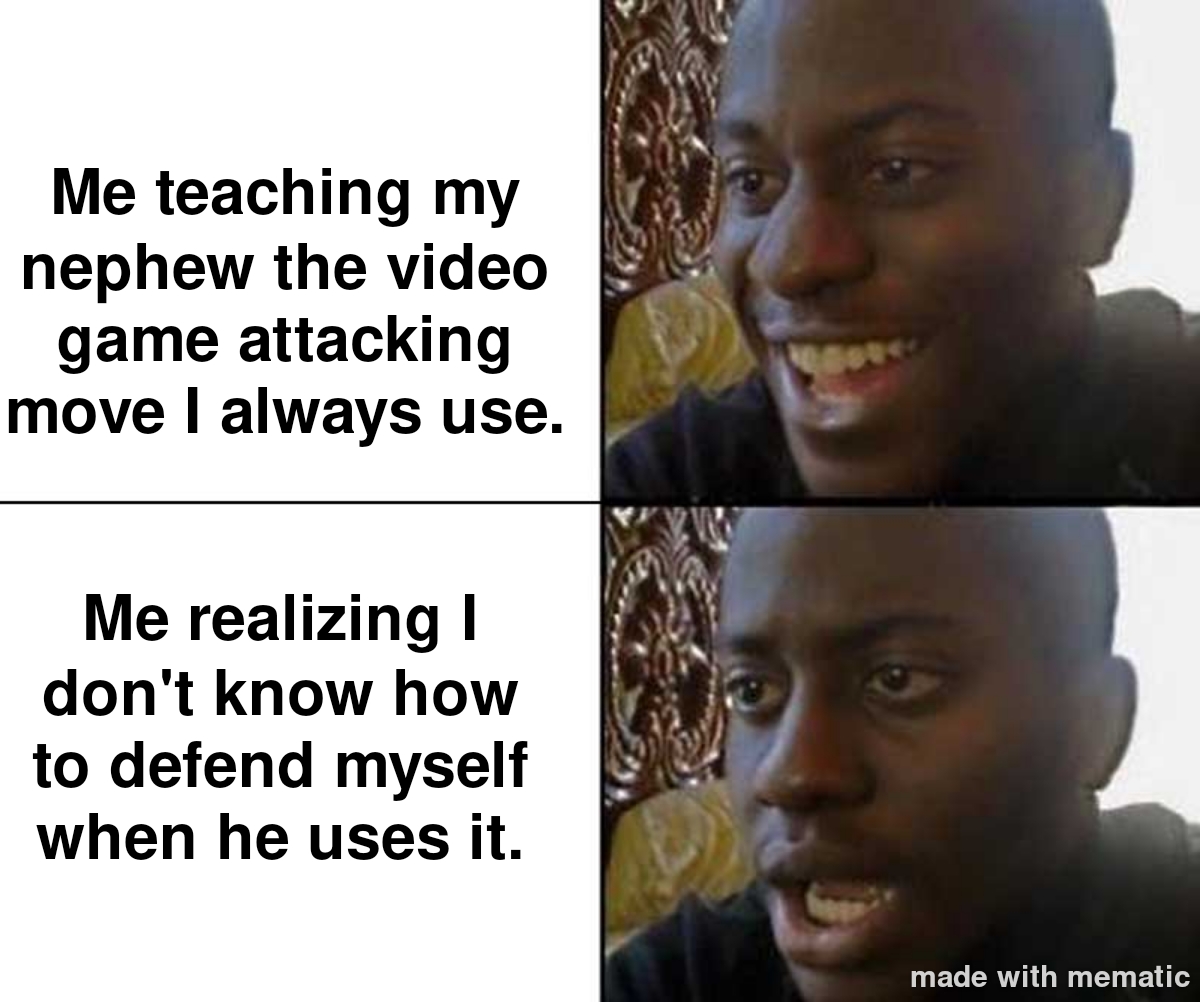 Me teaching my
nephew the video
game attacking
move I always use.
Me realizing I
don't know how
to defend myself
when he uses it.
made with mematic